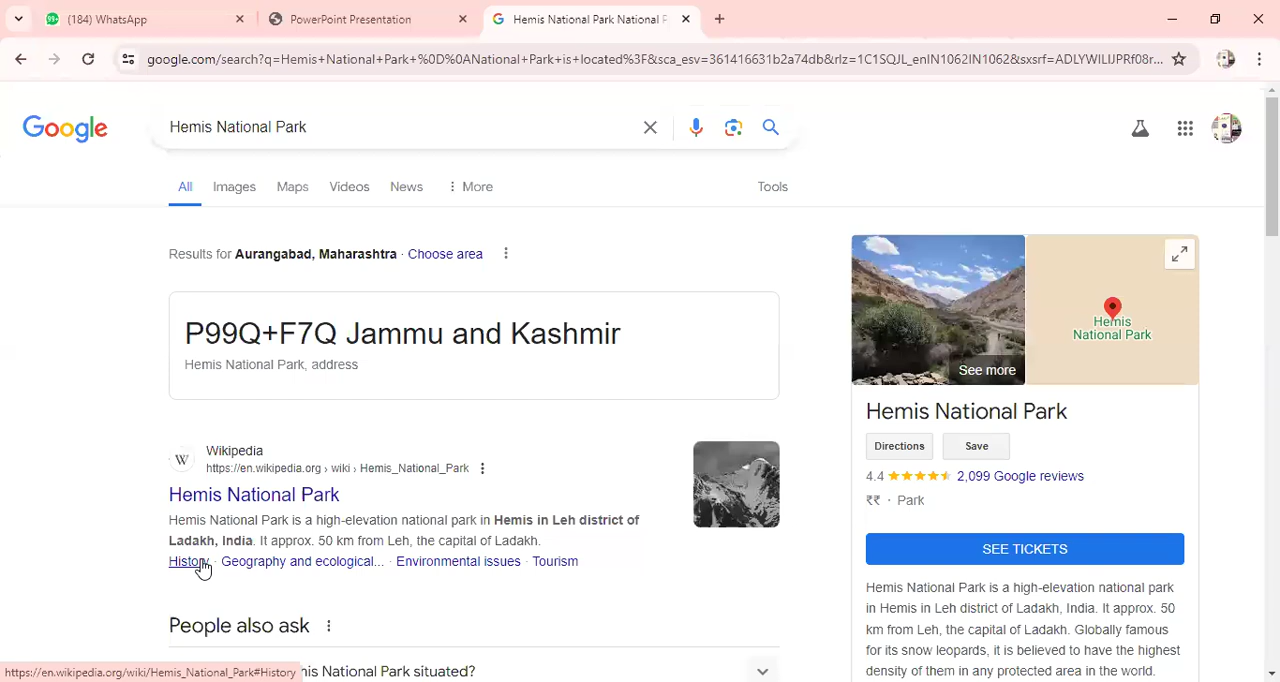 (184) WhatsApp
PowerPoint Presentation
Hemis National Park National P
google.com/search?q=Hemis+National+Park+%0D%0ANational+Park+is+located%3F&sca_esv=361416631b2a74db&rlz=1C1SQJL_enIN1062IN1062&sxsrf=ADLYWILIJPRf08r...
Google
Hemis National Park
All
Images
Maps
Videos
News
More
Tools
Results for Aurangabad, Maharashtra · Choose area
P99Q+F7Q Jammu and Kashmir
Hemis National Park, address
W
Wikipedia
https://en.wikipedia.org › wiki › Hemis_National_Park
Hemis National Park
Hemis National Park is a high-elevation national park in Hemis in Leh district of
Ladakh, India. It approx. 50 km from Leh, the capital of Ladakh.
History · Geography and ecological... · Environmental issues · Tourism
People also ask
nis National Park situated?
https://en.wikipedia.org/wiki/Hemis_National_Park#History
See more
Hemis
National Park
Hemis National Park
Directions
Save
4.4
2,099 Google reviews
₹₹ · Park
SEE TICKETS
Hemis National Park is a high-elevation national park
in Hemis in Leh district of Ladakh, India. It approx. 50
km from Leh, the capital of Ladakh. Globally famous
for its snow leopards, it is believed to have the highest
density of them in any protected area in the world.